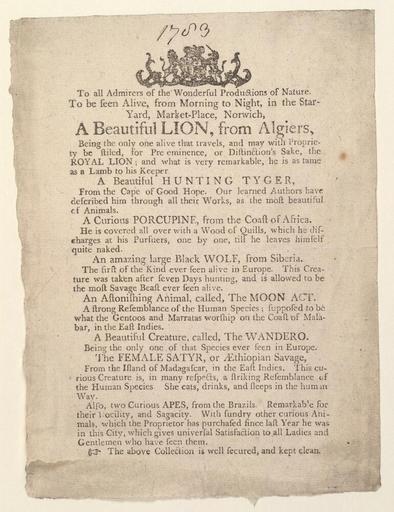 1783
To all Admirers of the Wonderful Productions of Nature.
To be ſeen Alive, from Morning to Night, in the Star-
Yard, Market-Place, Norwich,
A Beautiful LION, from Algiers,
Being the only one alive that travels, and may with Proprie-
ty be ſtiled, for Pre eminence, or Diſtinction's Sake, the
ROYAL LION; and what is very remarkable, he is as tame
as a Lamb to his Keeper
A Beautiful HUNTING TYGER,
From the Cape of Good Hope. Our learned Authors have
deſcribed him through all their Works, as the moſt beautiful
of Animals.
A Curious PORCUPINE, from the Coaſt of Africa.
He is covered all over with a Wood of Quills, which he diſ-
charges at his Purſuers, one by one, till he leaves himſelf
quite naked.
An amazing large Black WOLF, from Siberia.
The firſt of the Kind ever ſeen alive in Europe. This Crea-
ture was taken after ſeven Days hunting, and is allowed to be
the moſt Savage Beaſt ever ſeen alive.
An Aſtoniſhing Animal, called, The MOON ACT.
A ſtrong Reſemblance of the Human Species; ſuppoſed to be
what the Gentoos and Marratas worſhip on the Coaſt of Mala-
bar, in the Eaſt Indies.
A Beautiful Creature, called, The WANDERO.
Being the only one of that Species ever ſeen in Europe.
The FEMALE SATYR, or Æthiopian Savage,
From the Iſland of Madagaſcar, in the Eaſt Indies. This cu-
rious Creature is, in many reſpects, a ſtriking Reſemblance of
the Human Species She eats, drinks, and ſleeps in the human
Way.
Alſo, two Curious APES, from the Brazils. Remarkable for
their Docility, and Sagacity. With ſundry other curious Ani-
mals, which the Proprietor has purchaſed ſince laſt Year he was
in this City, which gives univerſal Satisfaction to all Ladies and
Gentlemen who have ſeen them.
☞ The above Collection is well ſecured, and kept clean.